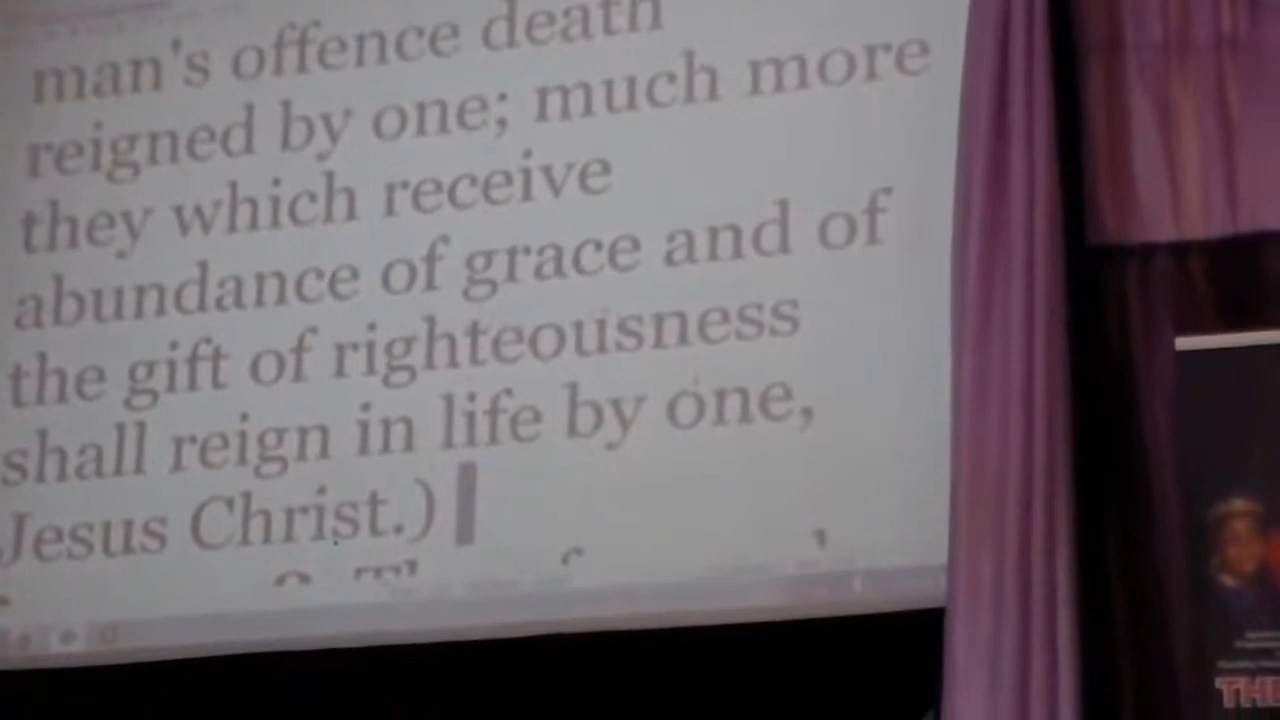 man's offence death
reigned by one; much more
they which receive
abundance of grace and of
the gift of righteousness
shall reign in life by one,
Jesus Christ.)